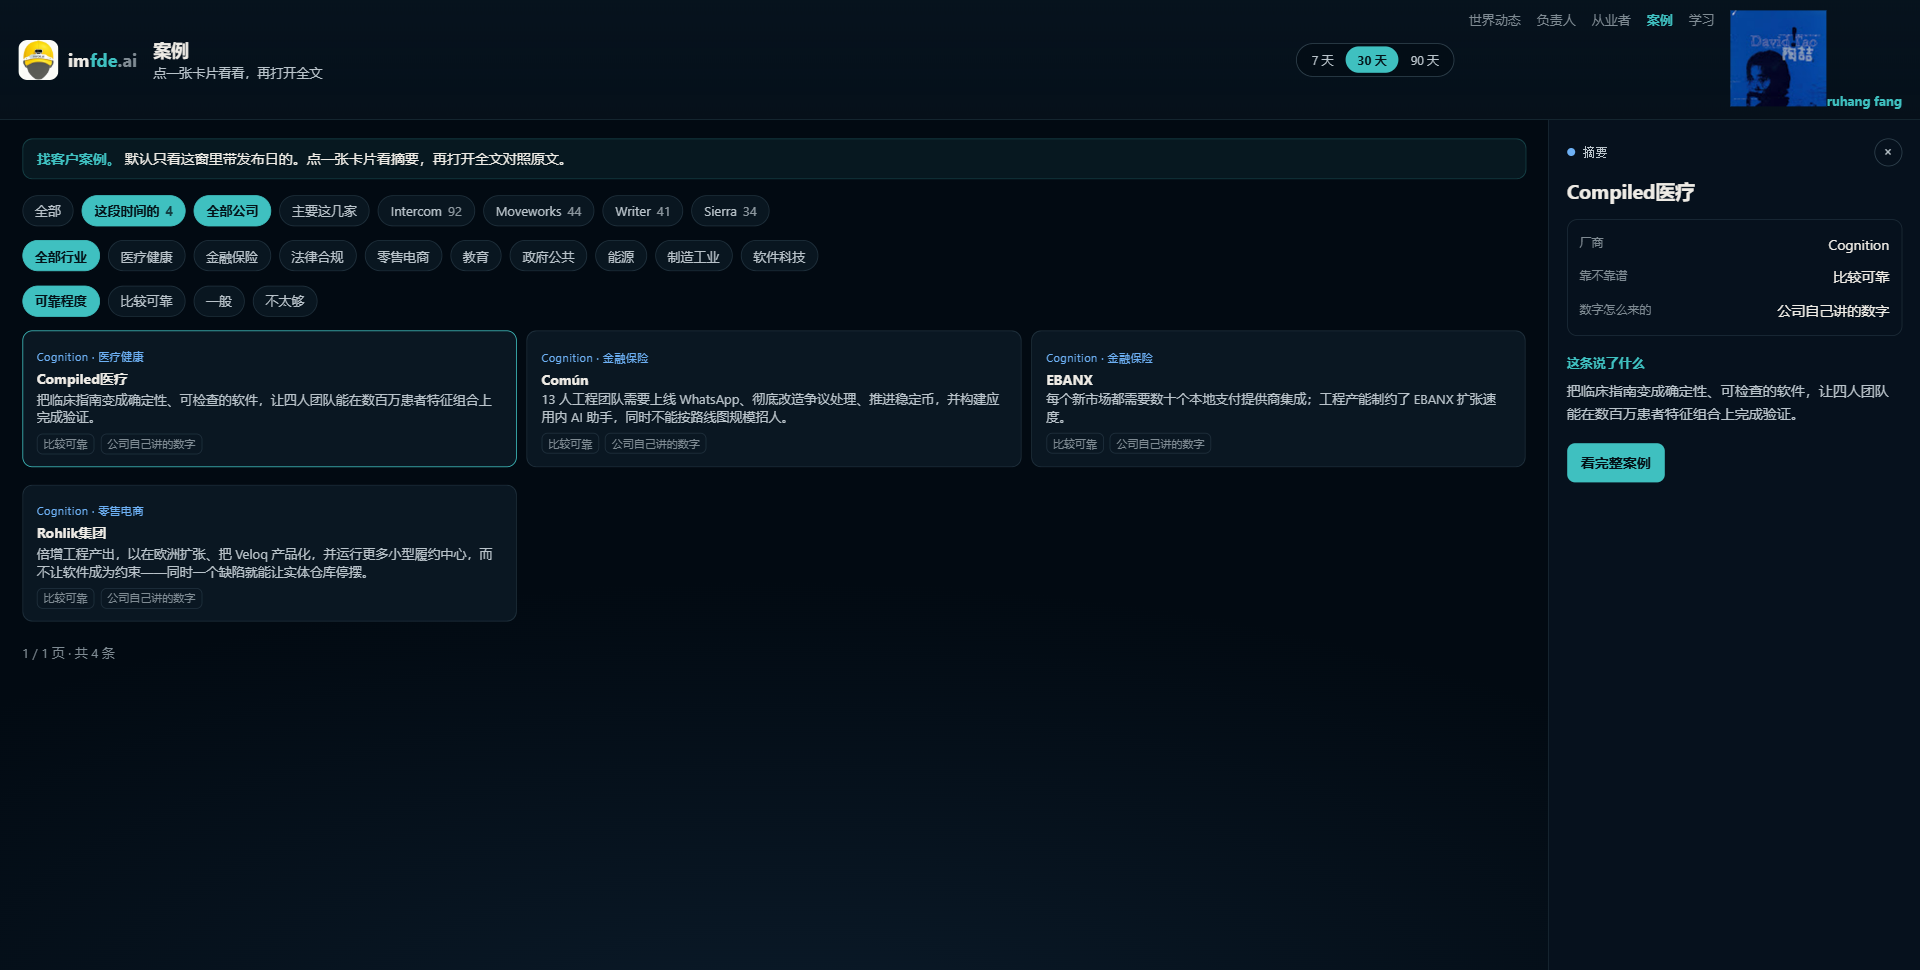 世界动态 负责人 从业者 案例 学习
imfde.ai
案例
点一张卡片看看，再打开全文
7 天 30 天 90 天
David Tao
陶喆
ruhang fang
找客户案例。 默认只看这窗里带发布日的。点一张卡片看摘要，再打开全文对照原文。
全部 这段时间的 4 全部公司 主要这几家 Intercom 92 Moveworks 44 Writer 41 Sierra 34
全部行业 医疗健康 金融保险 法律合规 零售电商 教育 政府公共 能源 制造工业 软件科技
可靠程度 比较可靠 一般 不太够
Cognition · 医疗健康
Compiled医疗
把临床指南变成确定性、可检查的软件，让四人团队能在数百万患者特征组合上
完成验证。
比较可靠 公司自己讲的数字
Cognition · 金融保险
Común
13 人工程团队需要上线 WhatsApp、彻底改造争议处理、推进稳定币，并构建应
用内 AI 助手，同时不能按路线图规模招人。
比较可靠 公司自己讲的数字
Cognition · 金融保险
EBANX
每个新市场都需要数十个本地支付提供商集成；工程产能制约了 EBANX 扩张速
度。
比较可靠 公司自己讲的数字
Cognition · 零售电商
Rohlik集团
倍增工程产出，以在欧洲扩张、把 Veloq 产品化，并运行更多小型履约中心，而
不让软件成为约束——同时一个缺陷就能让实体仓库停摆。
比较可靠 公司自己讲的数字
1 / 1 页 · 共 4 条
摘要
×
Compiled医疗
厂商 Cognition
靠不靠谱 比较可靠
数字怎么来的 公司自己讲的数字
这条说了什么
把临床指南变成确定性、可检查的软件，让四人团队
能在数百万患者特征组合上完成验证。
看完整案例